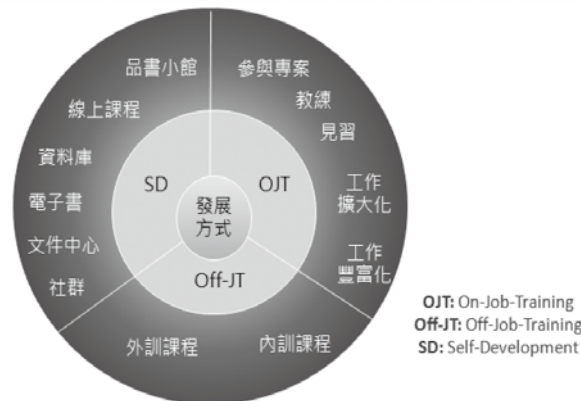 品書小館
參與專案
線上課程
教練
見習
資料庫
SD
OJT
工作
擴大化
電子書
發展
方式
文件中心
工作
豐富化
社群
Off-JT
外訓課程
內訓課程
OJT: On-Job-Training
Off-JT: Off-Job-Training
SD: Self-Development